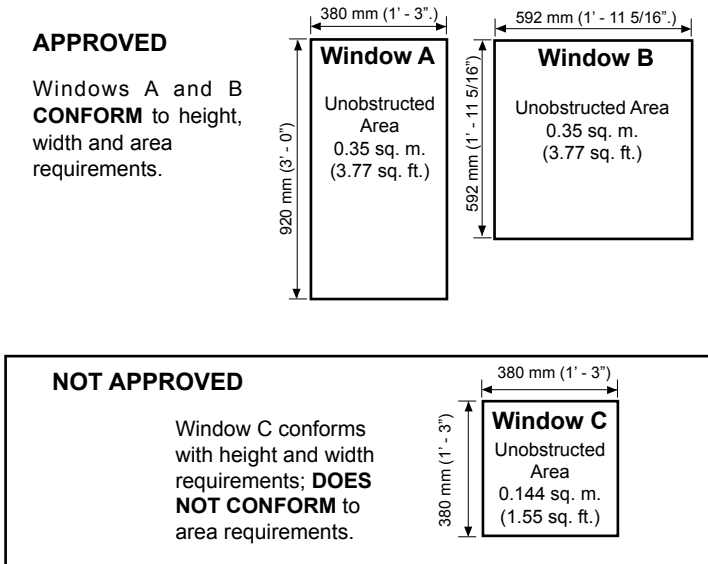 APPROVED
Windows A and B
CONFORM to height,
width and area
requirements.
380 mm (1’ - 3”.)
920 mm (3’ - 0”)
Window A
Unobstructed
Area
0.35 sq. m.
(3.77 sq. ft.)
592 mm (1’ - 11 5/16”.)
592 mm (1’ - 11 5/16”)
Window B
Unobstructed Area
0.35 sq. m.
(3.77 sq. ft.)
NOT APPROVED
Window C conforms
with height and width
requirements; DOES
NOT CONFORM to
area requirements.
380 mm (1’ - 3”)
380 mm (1’ - 3”)
Window C
Unobstructed
Area
0.144 sq. m.
(1.55 sq. ft.)